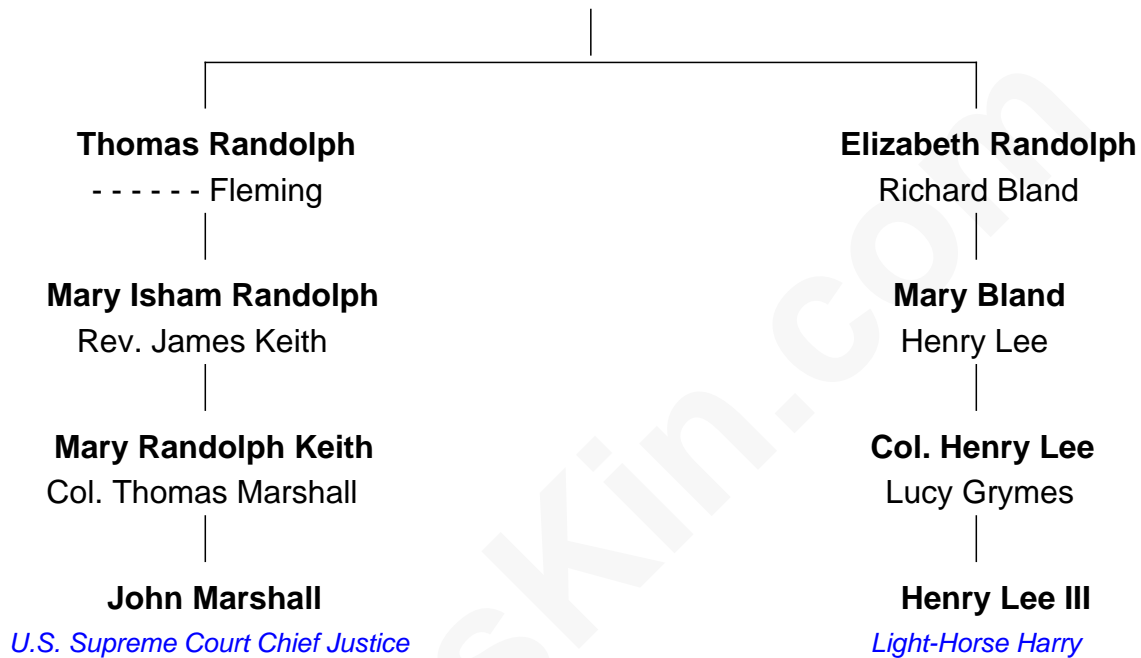 Thomas Randolph
- - - - - - Fleming
Mary Isham Randolph
Rev. James Keith
Mary Randolph Keith
Col. Thomas Marshall
John Marshall
U.S. Supreme Court Chief Justice
Elizabeth Randolph
Richard Bland
Mary Bland
Henry Lee
Col. Henry Lee
Lucy Grymes
Henry Lee III
Light-Horse Harry
sKin.com